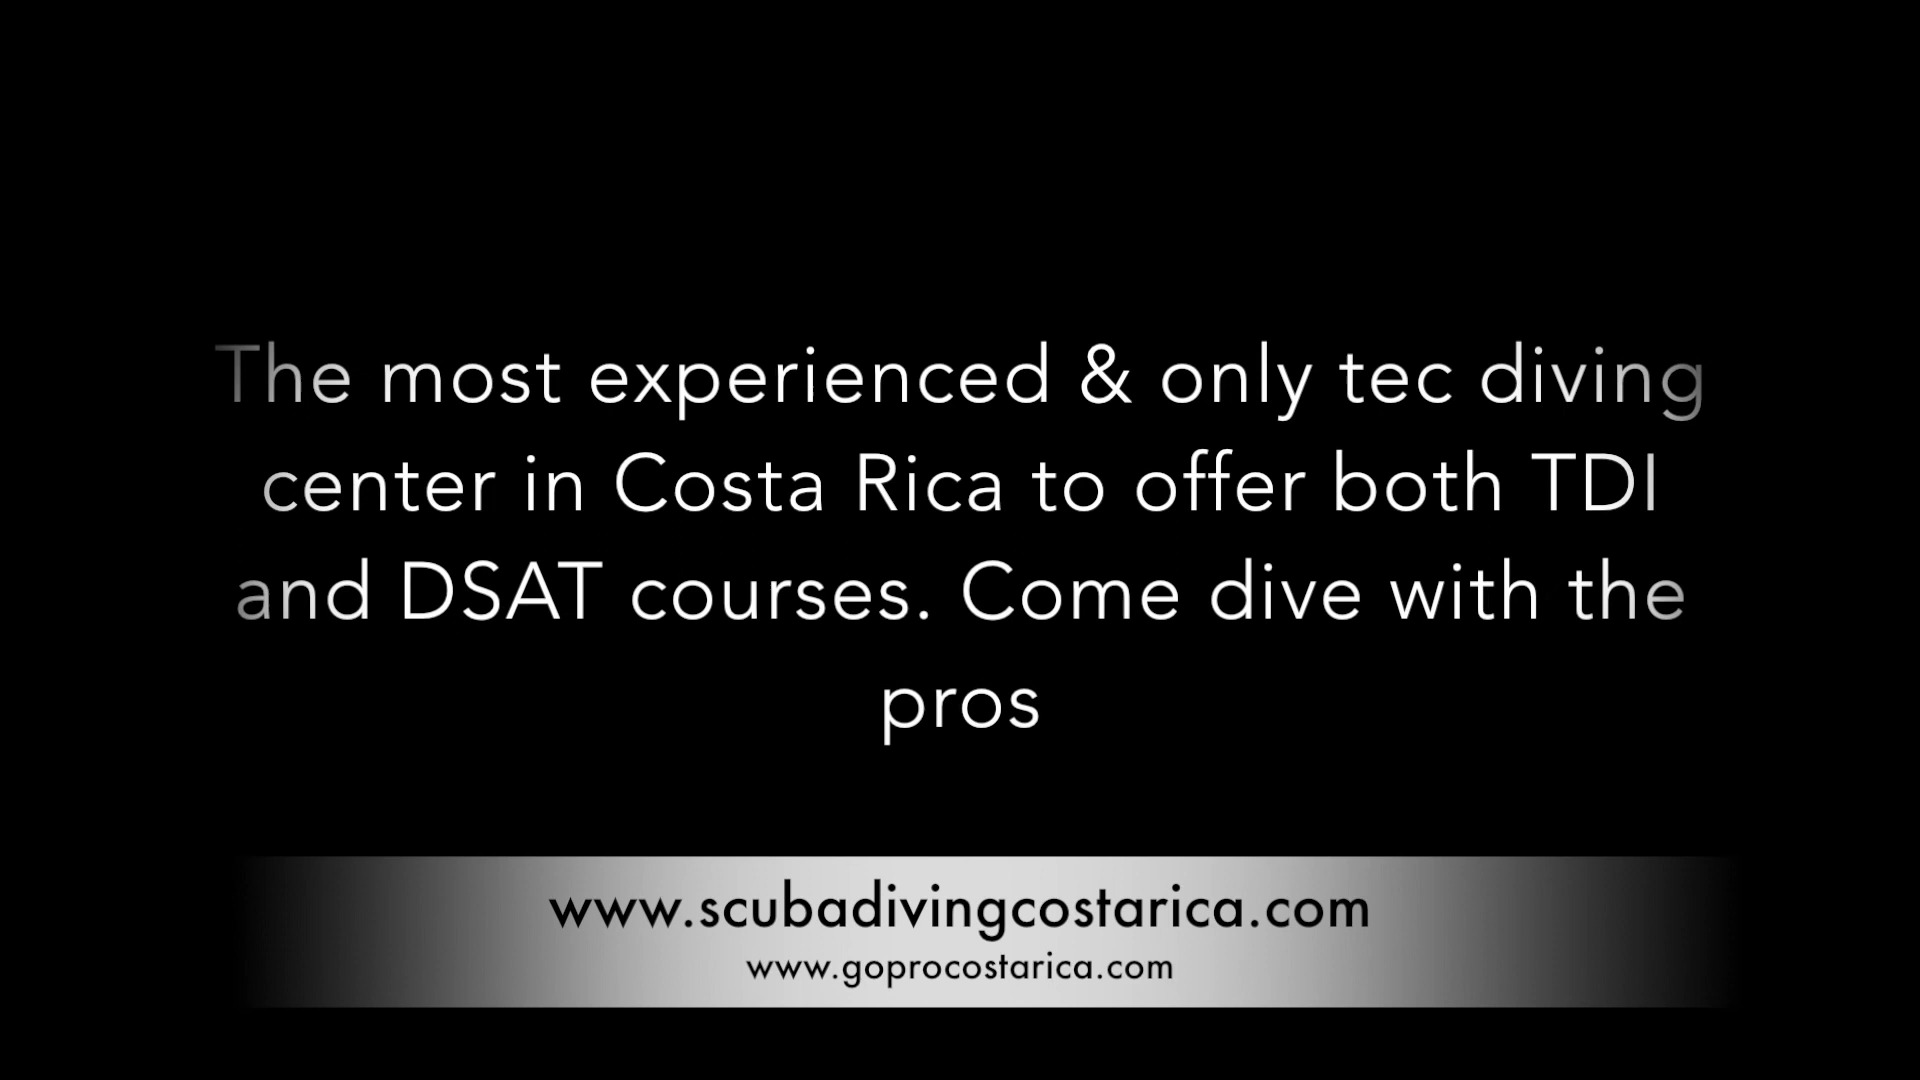 The most experienced & only tec diving
center in Costa Rica to offer both TDI
and DSAT courses. Come dive with the
pros
www.scubadivingcostarica.com
www.goprocostarica.com